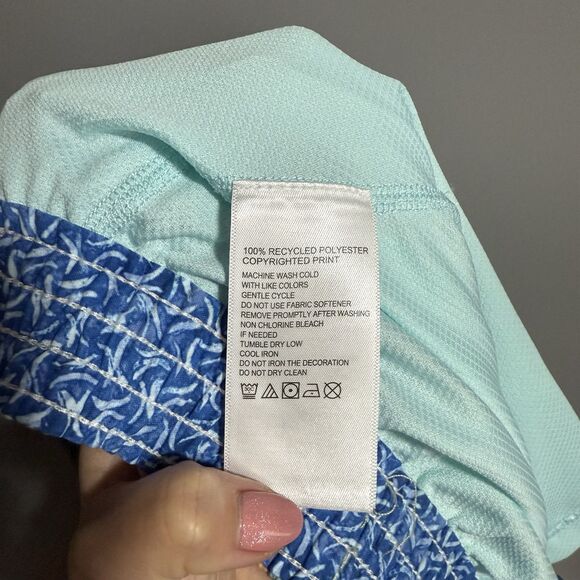 100% RECYCLED POLYESTER
COPYRIGHTED PRINT
MACHINE WASH COLD
WITH LIKE COLORS
GENTLE CYCLE
DO NOT USE FABRIC SOFTENER
REMOVE PROMPTLY AFTER WASHING
NON CHLORINE BLEACH
IF NEEDED
TUMBLE DRY LOW
COOL IRON
DO NOT IRON THE DECORATION
DO NOT DRY CLEAN